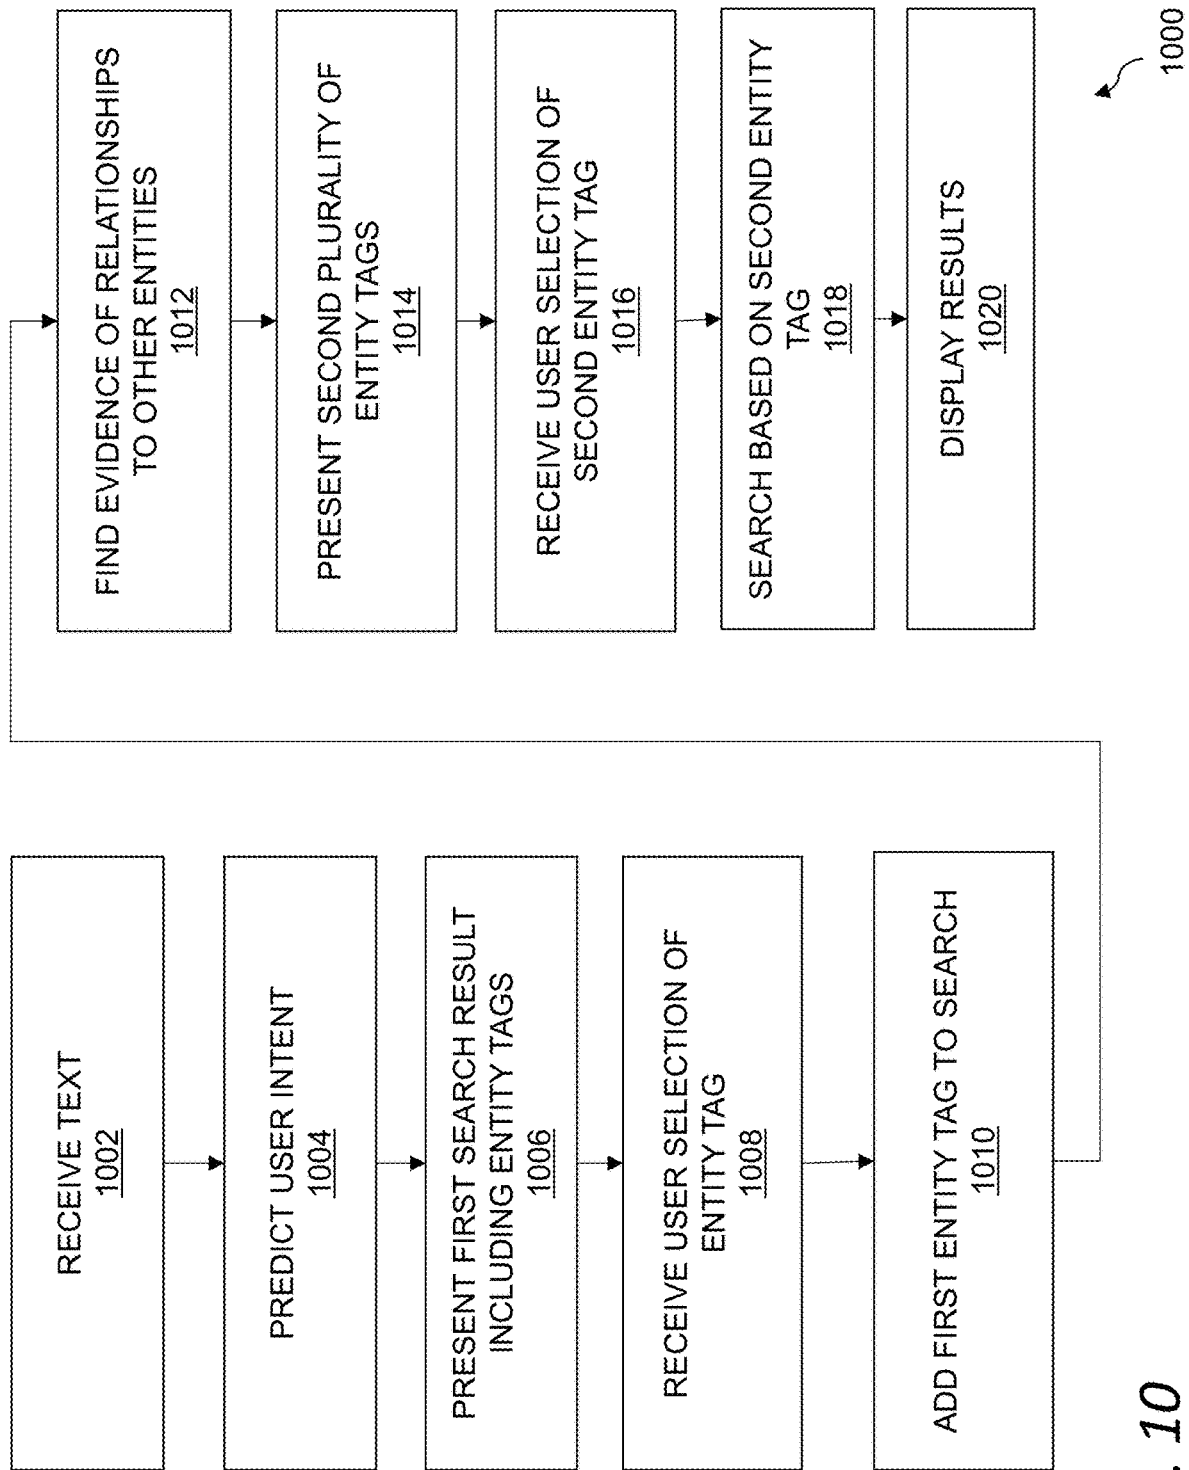 RECEIVE TEXT
1002
PREDICT USER INTENT
1004
PRESENT FIRST SEARCH RESULT
INCLUDING ENTITY TAGS
1006
RECEIVE USER SELECTION OF
ENTITY TAG
1008
ADD FIRST ENTITY TAG TO SEARCH
1010
FIND EVIDENCE OF RELATIONSHIPS
TO OTHER ENTITIES
1012
PRESENT SECOND PLURALITY OF
ENTITY TAGS
1014
RECEIVE USER SELECTION OF
SECOND ENTITY TAG
1016
SEARCH BASED ON SECOND ENTITY
TAG
1018
DISPLAY RESULTS
1020
1000
. 10